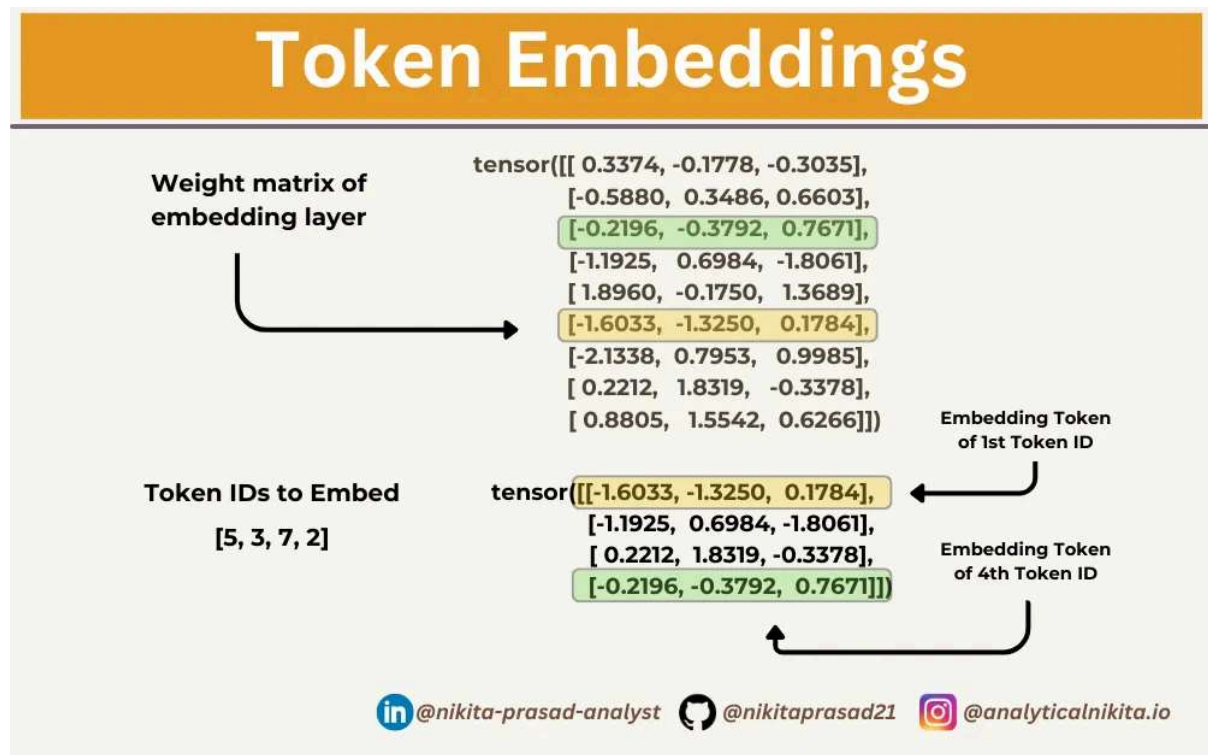 Token Embeddings
Weight matrix of
embedding layer
tensor([[ 0.3374, -0.1778, -0.3035],
[-0.5880, 0.3486, 0.6603],
[-0.2196, -0.3792, 0.7671],
[-1.1925, 0.6984, -1.8061],
[ 1.8960, -0.1750, 1.3689],
[-1.6033, -1.3250, 0.1784],
[-2.1338, 0.7953, 0.9985],
[ 0.2212, 1.8319, -0.3378],
[ 0.8805, 1.5542, 0.6266]])
Token IDs to Embed
[5, 3, 7, 2]
tensor([[-1.6033, -1.3250, 0.1784],
[-1.1925, 0.6984, -1.8061],
[ 0.2212, 1.8319, -0.3378],
[-0.2196, -0.3792, 0.7671]])
Embedding Token
of 1st Token ID
Embedding Token
of 4th Token ID
in @nikita-prasad-analyst @nikitaprasad21 @analyticalnikita.io